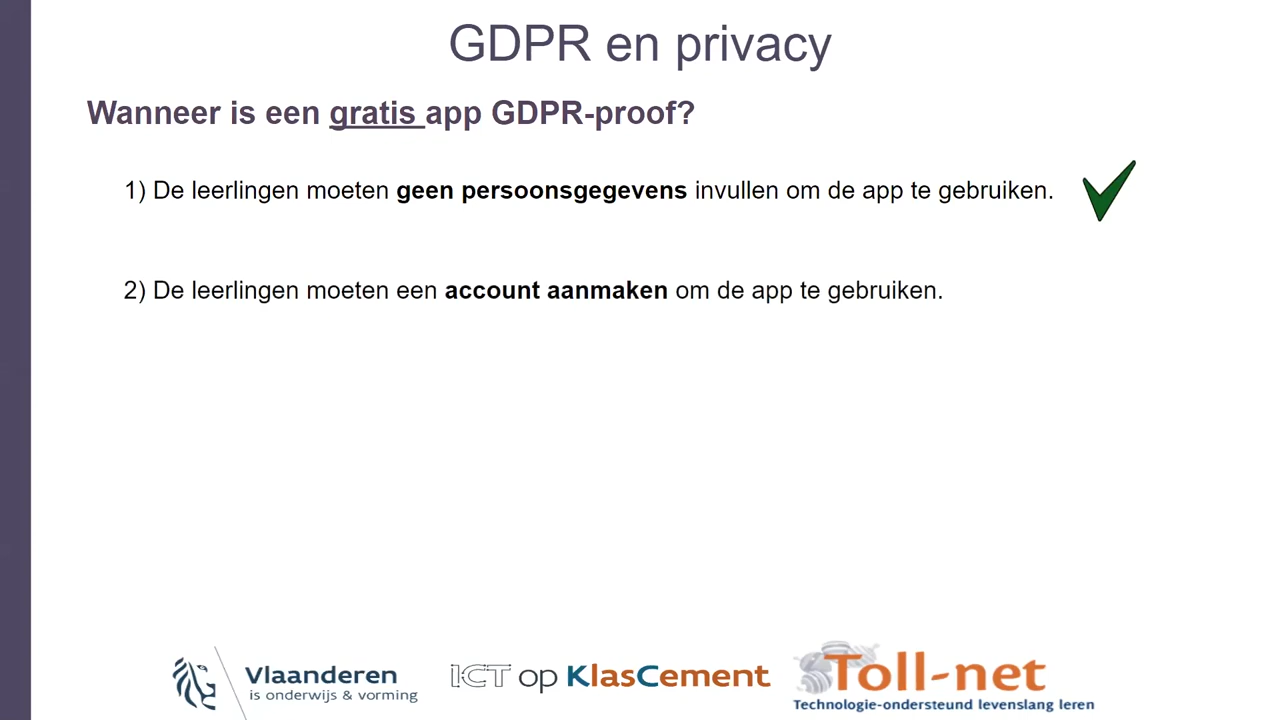 GDPR en privacy
Wanneer is een gratis app GDPR-proof?
1) De leerlingen moeten geen persoonsgegevens invullen om de app te gebruiken.
2) De leerlingen moeten een account aanmaken om de app te gebruiken.
Vlaanderen
is onderwijs & vorming
ICT op KlasCement
Toll-net
Technologie-ondersteund levenslang leren